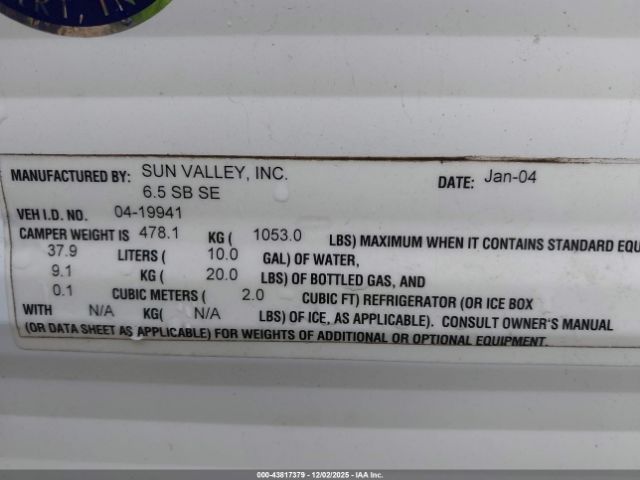 MANUFACTURED BY: SUN VALLEY, INC. DATE: Jan-04
6.5 SB SE
VEH I.D. NO. 04-19941
CAMPER WEIGHT IS 478.1 KG ( 1053.0 LBS) MAXIMUM WHEN IT CONTAINS STANDARD EQU
37.9 LITERS ( 10.0 GAL) OF WATER,
9.1 KG ( 20.0 LBS) OF BOTTLED GAS, AND
0.1 CUBIC METERS ( 2.0 CUBIC FT) REFRIGERATOR (OR ICE BOX
WITH N/A KG( N/A LBS) OF ICE, AS APPLICABLE). CONSULT OWNER'S MANUAL
(OR DATA SHEET AS APPLICABLE) FOR WEIGHTS OF ADDITIONAL OR OPTIONAL EQUIPMENT.
000-43817379 - 12/02/2025 - IAA Inc.